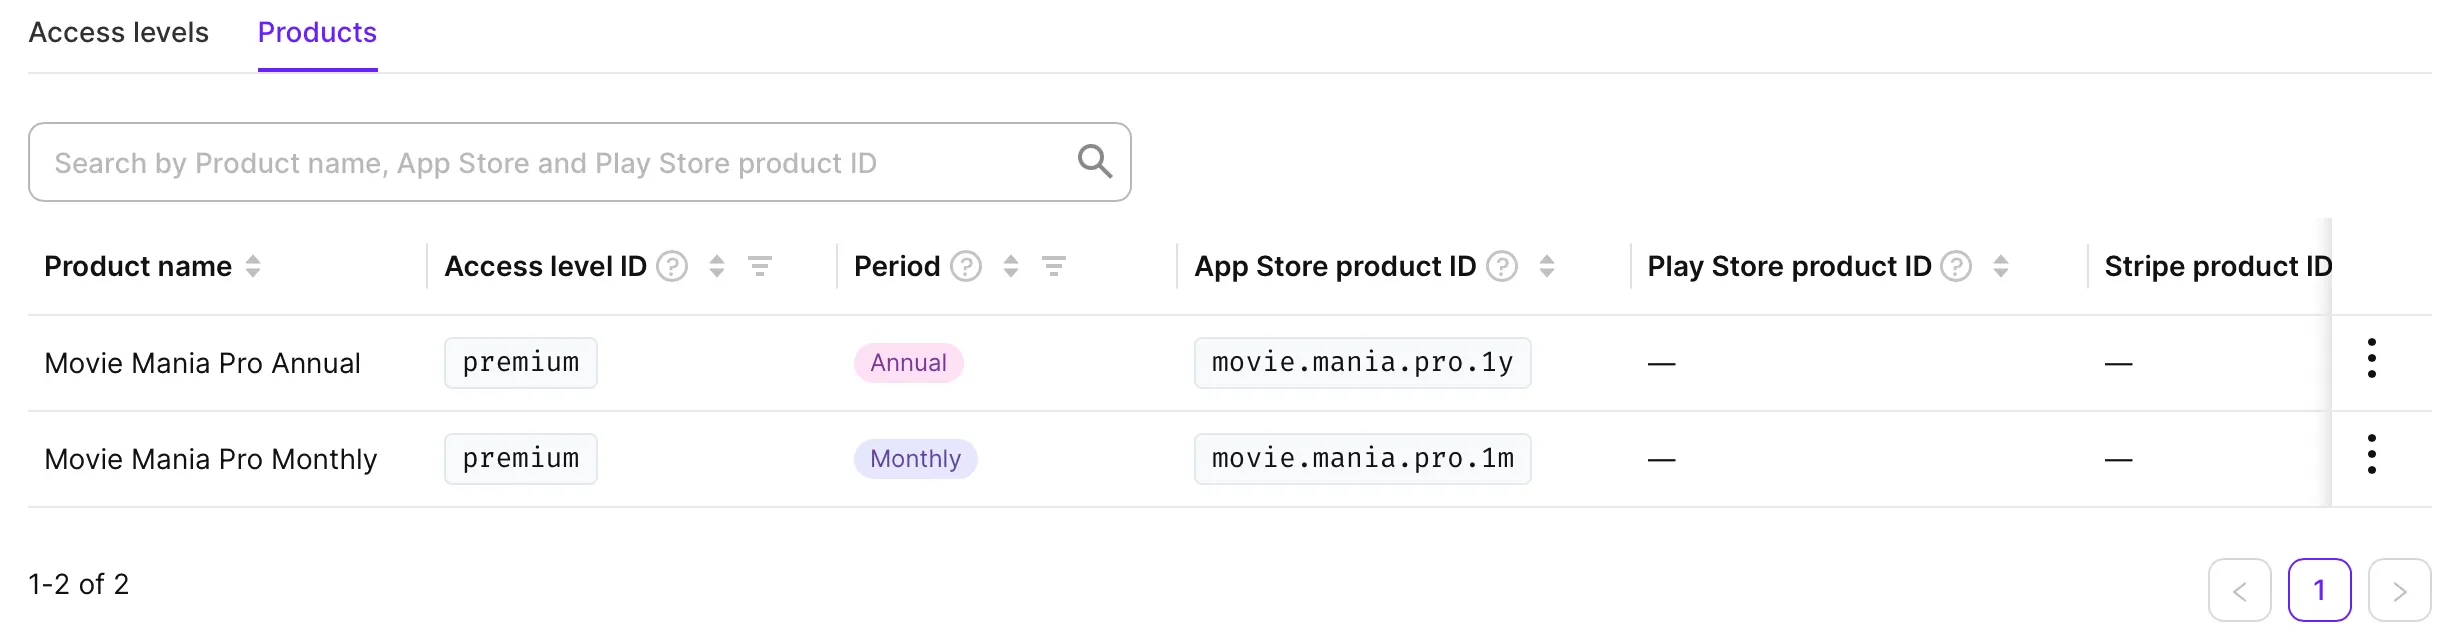 Access levels Products
Search by Product name, App Store and Play Store product ID
Product name Access level ID ? Period ? App Store product ID ? Play Store product ID ? Stripe product ID
Movie Mania Pro Annual premium Annual movie.mania.pro.1y — —
Movie Mania Pro Monthly premium Monthly movie.mania.pro.1m — —
1-2 of 2 < 1 >